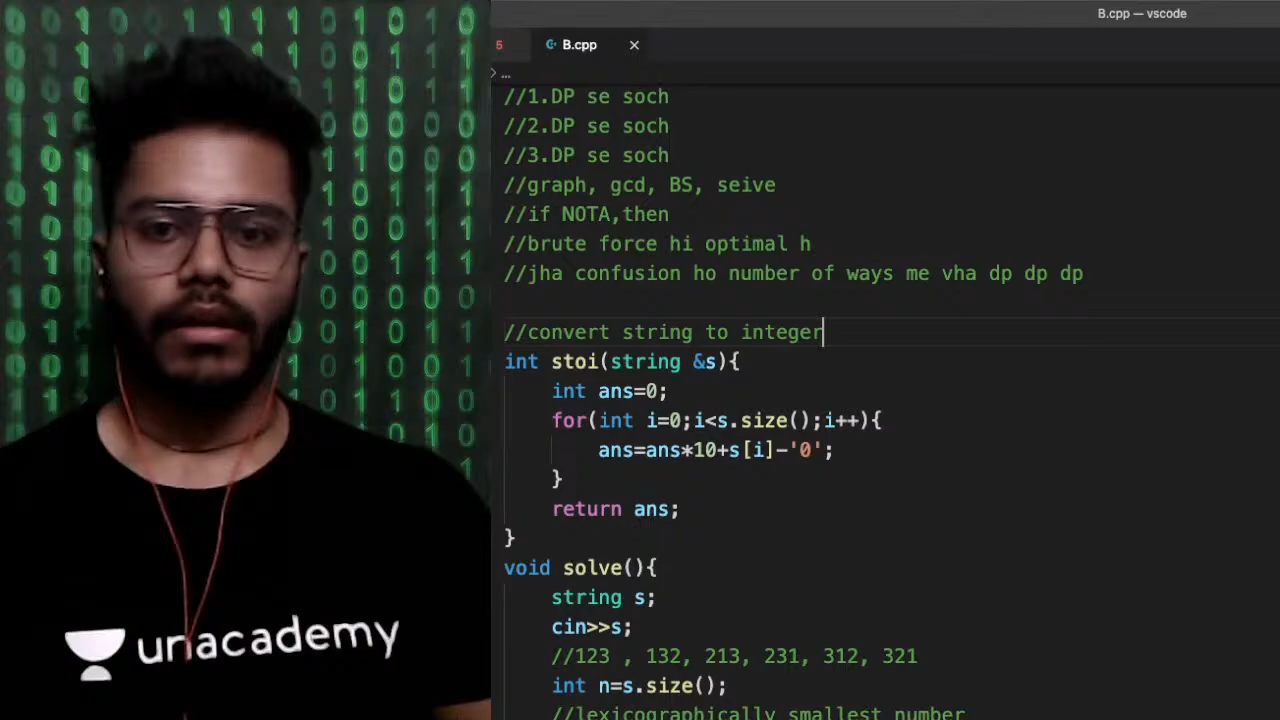 B.cpp — vscode
5 B.cpp ×
> ...
//1.DP se soch
//2.DP se soch
//3.DP se soch
//graph, gcd, BS, seive
//if NOTA,then
//brute force hi optimal h
//jha confusion ho number of ways me vha dp dp dp
//convert string to integer
int stoi(string &s){
int ans=0;
for(int i=0;i<s.size();i++){
ans=ans*10+s[i]-'0';
}
return ans;
}
void solve(){
string s;
cin>>s;
//123 , 132, 213, 231, 312, 321
int n=s.size();
//lexicographically smallest number
unacademy